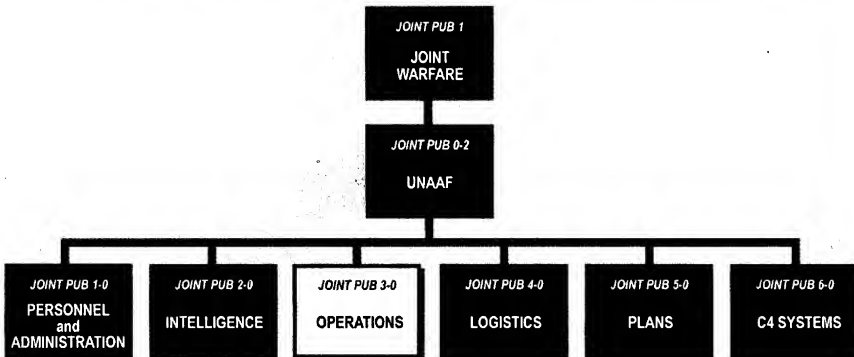 JOINT PUB 1
JOINT
WARFARE
JOINT PUB 0-2
UNAAF
JOINT PUB 1-0
PERSONNEL
and
ADMINISTRATION
JOINT PUB 2-0
INTELLIGENCE
JOINT PUB 3-0
OPERATIONS
JOINT PUB 4-0
LOGISTICS
JOINT PUB 5-0
PLANS
JOINT PUB 6-0
C4 SYSTEMS